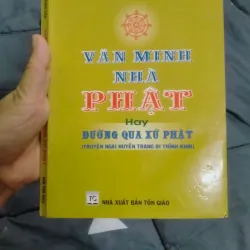 VĂN MINH
NHÀ
PHẬT
Hay
ĐƯỜNG QUA XỨ PHẬT
(TRUYỆN NGÀI HUYỀN TRANG ĐI THỈNH KINH)
TG
NHÀ XUẤT BẢN TÔN GIÁO